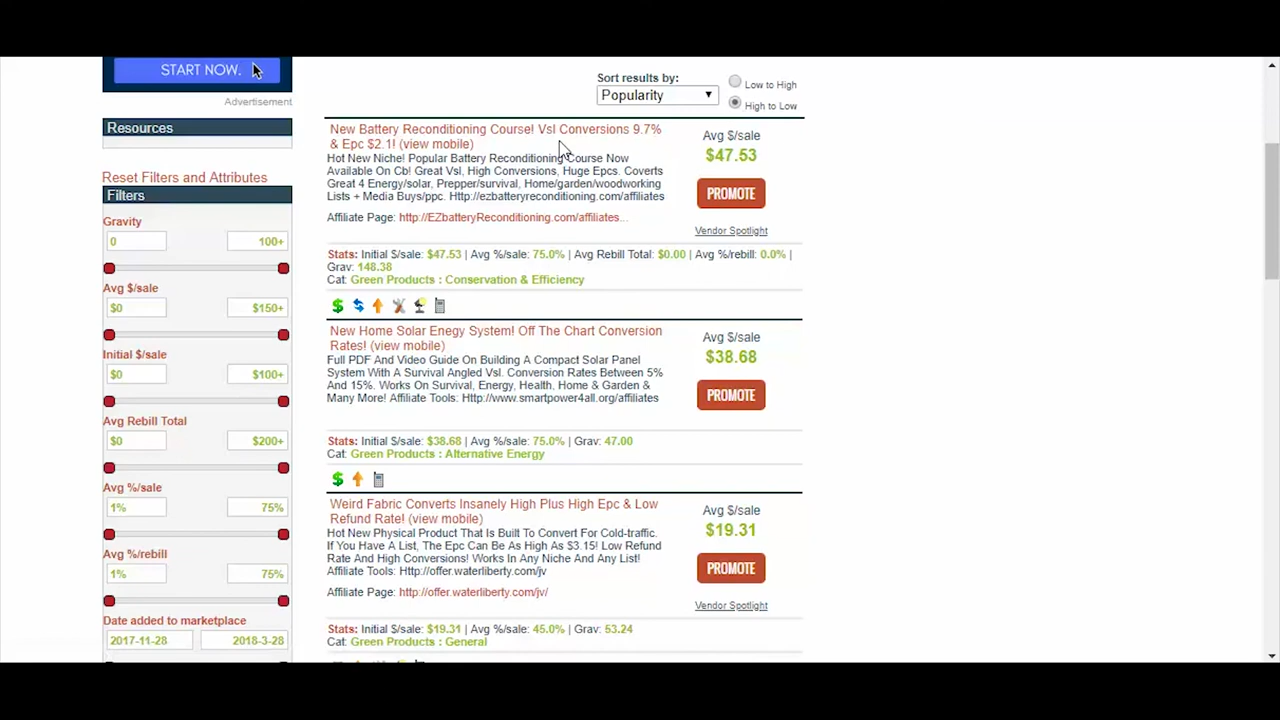 START NOW.
Advertisement
Resources
Reset Filters and Attributes
Filters
Gravity
0
100+
Avg $/sale
$0
$150+
Initial $/sale
$0
$100+
Avg Rebill Total
$0
$200+
Avg %/sale
1%
75%
Avg %/rebill
1%
75%
Date added to marketplace
2017-11-28
2018-3-28
Sort results by:
Popularity
Low to High
High to Low
New Battery Reconditioning Course! Vsl Conversions 9.7%
& Epc $2.1! (view mobile)
Hot New Niche! Popular Battery Reconditioning Course Now
Available On Cb! Great Vsl, High Conversions, Huge Epcs. Coverts
Great 4 Energy/solar, Prepper/survival, Home/garden/woodworking
Lists + Media Buys/ppc. Http://ezbatteryreconditioning.com/affiliates
Affiliate Page: http://EZbatteryReconditioning.com/affiliates...
Avg $/sale
$47.53
PROMOTE
Vendor Spotlight
Stats: Initial $/sale: $47.53 | Avg %/sale: 75.0% | Avg Rebill Total: $0.00 | Avg %/rebill: 0.0% |
Grav: 148.38
Cat: Green Products : Conservation & Efficiency
New Home Solar Enegy System! Off The Chart Conversion
Rates! (view mobile)
Full PDF And Video Guide On Building A Compact Solar Panel
System With A Survival Angled Vsl. Conversion Rates Between 5%
And 15%. Works On Survival, Energy, Health, Home & Garden &
Many More! Affiliate Tools: Http://www.smartpower4all.org/affiliates
Avg $/sale
$38.68
PROMOTE
Stats: Initial $/sale: $38.68 | Avg %/sale: 75.0% | Grav: 47.00
Cat: Green Products : Alternative Energy
Weird Fabric Converts Insanely High Plus High Epc & Low
Refund Rate! (view mobile)
Hot New Physical Product That Is Built To Convert For Cold-traffic.
If You Have A List, The Epc Can Be As High As $3.15! Low Refund
Rate And High Conversions! Works In Any Niche And Any List!
Affiliate Tools: Http://offer.waterliberty.com/jv
Affiliate Page: http://offer.waterliberty.com/jv/
Avg $/sale
$19.31
PROMOTE
Vendor Spotlight
Stats: Initial $/sale: $19.31 | Avg %/sale: 45.0% | Grav: 53.24
Cat: Green Products : General